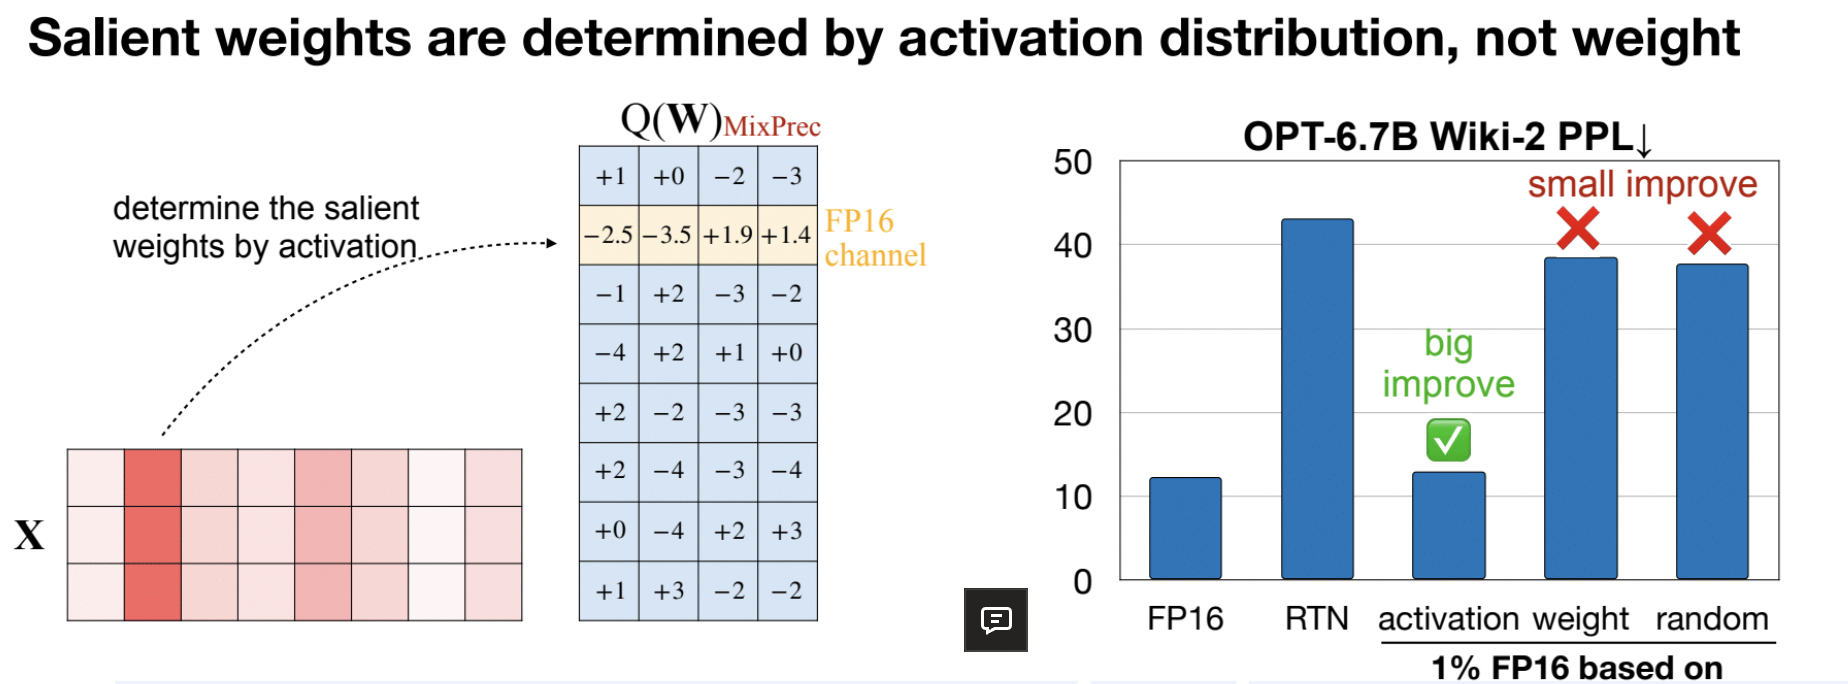 Salient weights are determined by activation distribution, not weight
determine the salient
weights by activation
X
Q(W)MixPrec
+1 +0 −2 −3
−2.5 −3.5 +1.9 +1.4
−1 +2 −3 −2
−4 +2 +1 +0
+2 −2 −3 −3
+2 −4 −3 −4
+0 −4 +2 +3
+1 +3 −2 −2
FP16
channel
OPT-6.7B Wiki-2 PPL↓
50
40
30
20
10
0
small improve
big
improve
FP16 RTN activation weight random
1% FP16 based on